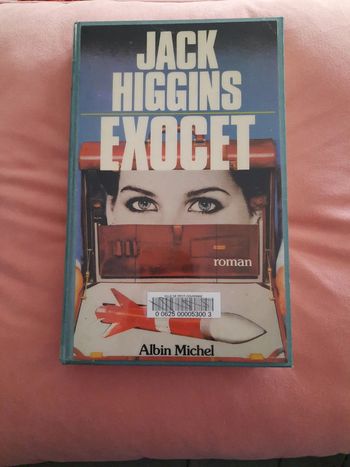 JACK
HIGGINS
EXOCET
roman
0 0625 00005300 3
Albin Michel